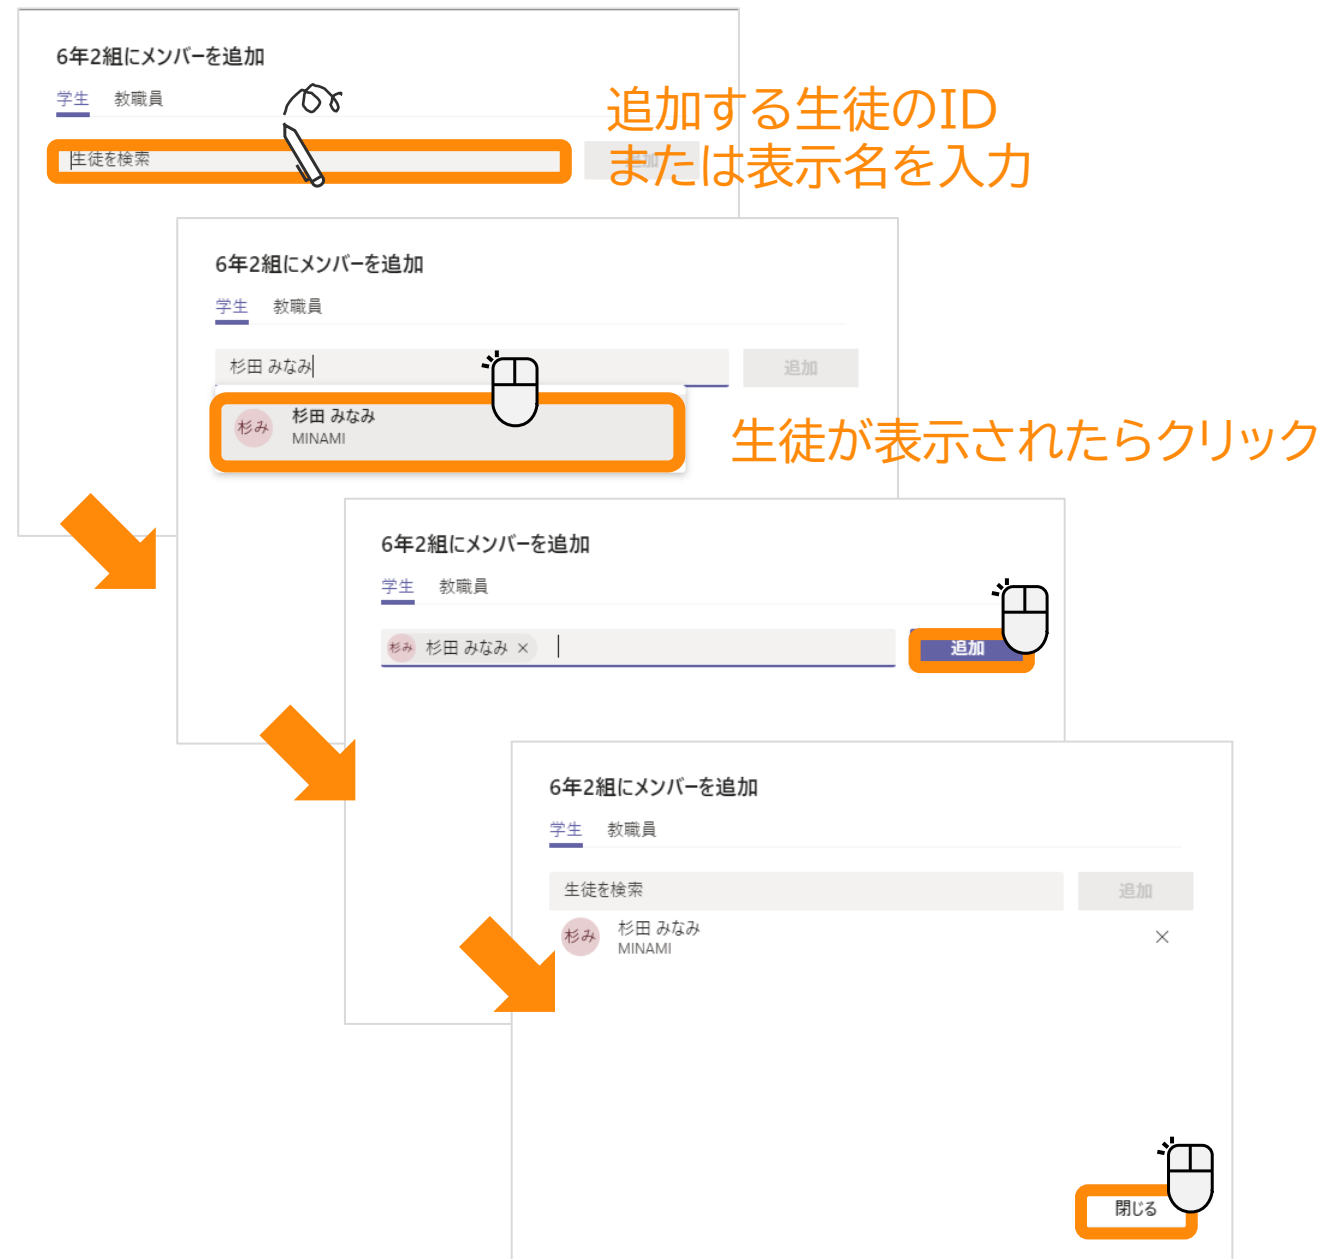 6年2組にメンバーを追加
学生 教職員
追加する生徒のID
生徒を検索 追加
または表示名を入力
6年2組にメンバーを追加
学生 教職員
杉田 みなみ 追加
杉み 杉田 みなみ
MINAMI
生徒が表示されたらクリック
6年2組にメンバーを追加
学生 教職員
杉み 杉田 みなみ × 追加
6年2組にメンバーを追加
学生 教職員
生徒を検索 追加
杉み 杉田 みなみ ×
MINAMI
閉じる